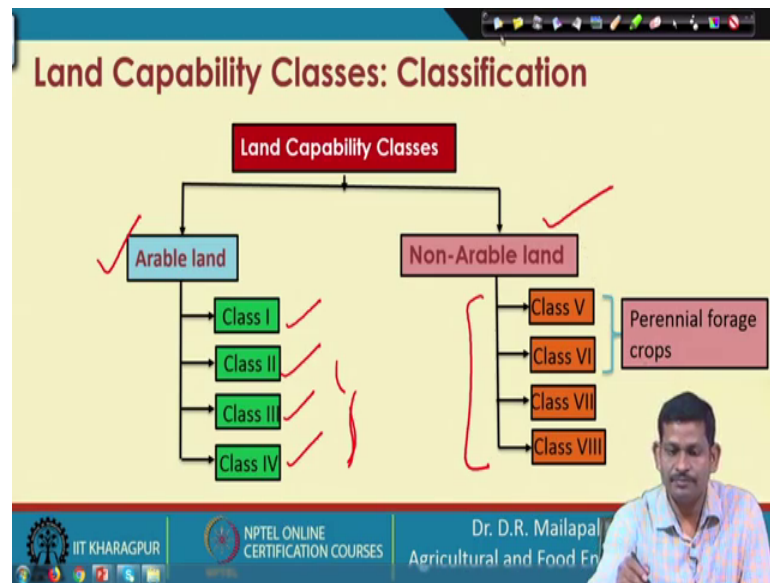 Land Capability Classes: Classification
Land Capability Classes
Arable land
Non-Arable land
Class I
Class II
Class III
Class IV
Class V
Class VI
Class VII
Class VIII
Perennial forage
crops
IIT KHARAGPUR
NPTEL ONLINE
CERTIFICATION COURSES
NPTEL
Dr. D.R. Mailapal
Agricultural and Food En